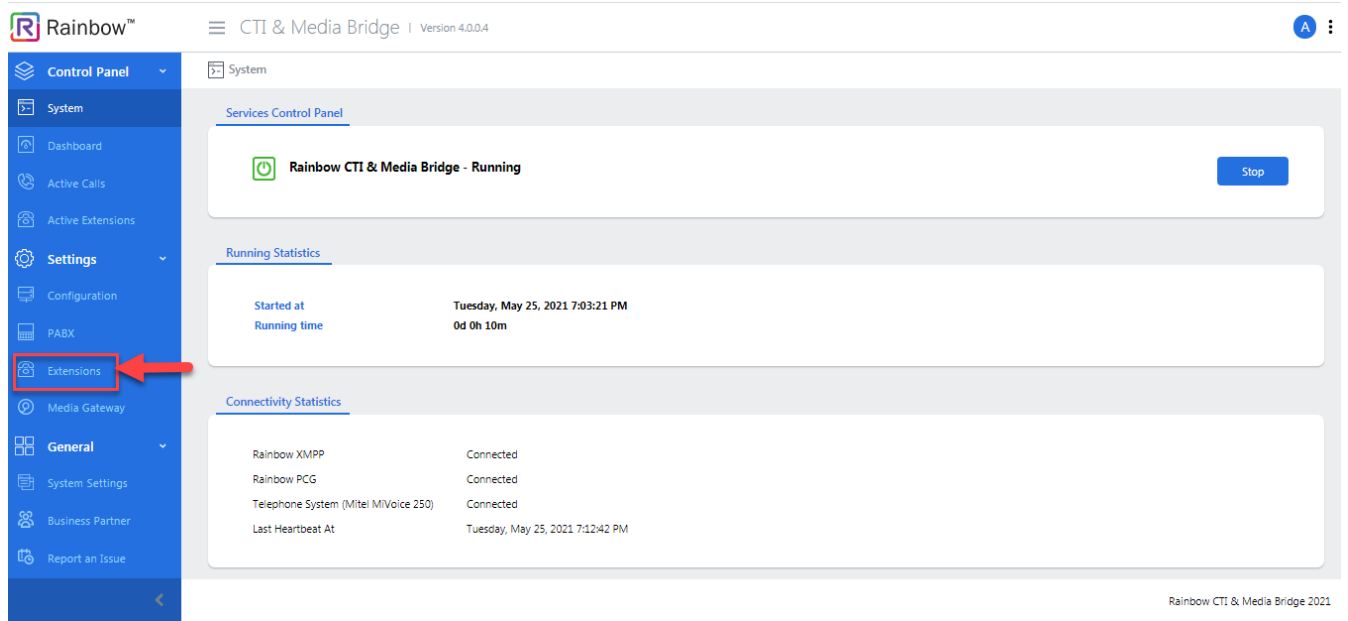 Rainbow™
CTI & Media Bridge | Version 4.0.0.4
A
Control Panel
System
Dashboard
Active Calls
Active Extensions
Settings
Configuration
PABX
Extensions
Media Gateway
General
System Settings
Business Partner
Report an Issue
System
Services Control Panel
Rainbow CTI & Media Bridge - Running
Stop
Running Statistics
Started at Tuesday, May 25, 2021 7:03:21 PM
Running time 0d 0h 10m
Connectivity Statistics
Rainbow XMPP Connected
Rainbow PCG Connected
Telephone System (Mitel MiVoice 250) Connected
Last Heartbeat At Tuesday, May 25, 2021 7:12:42 PM
Rainbow CTI & Media Bridge 2021